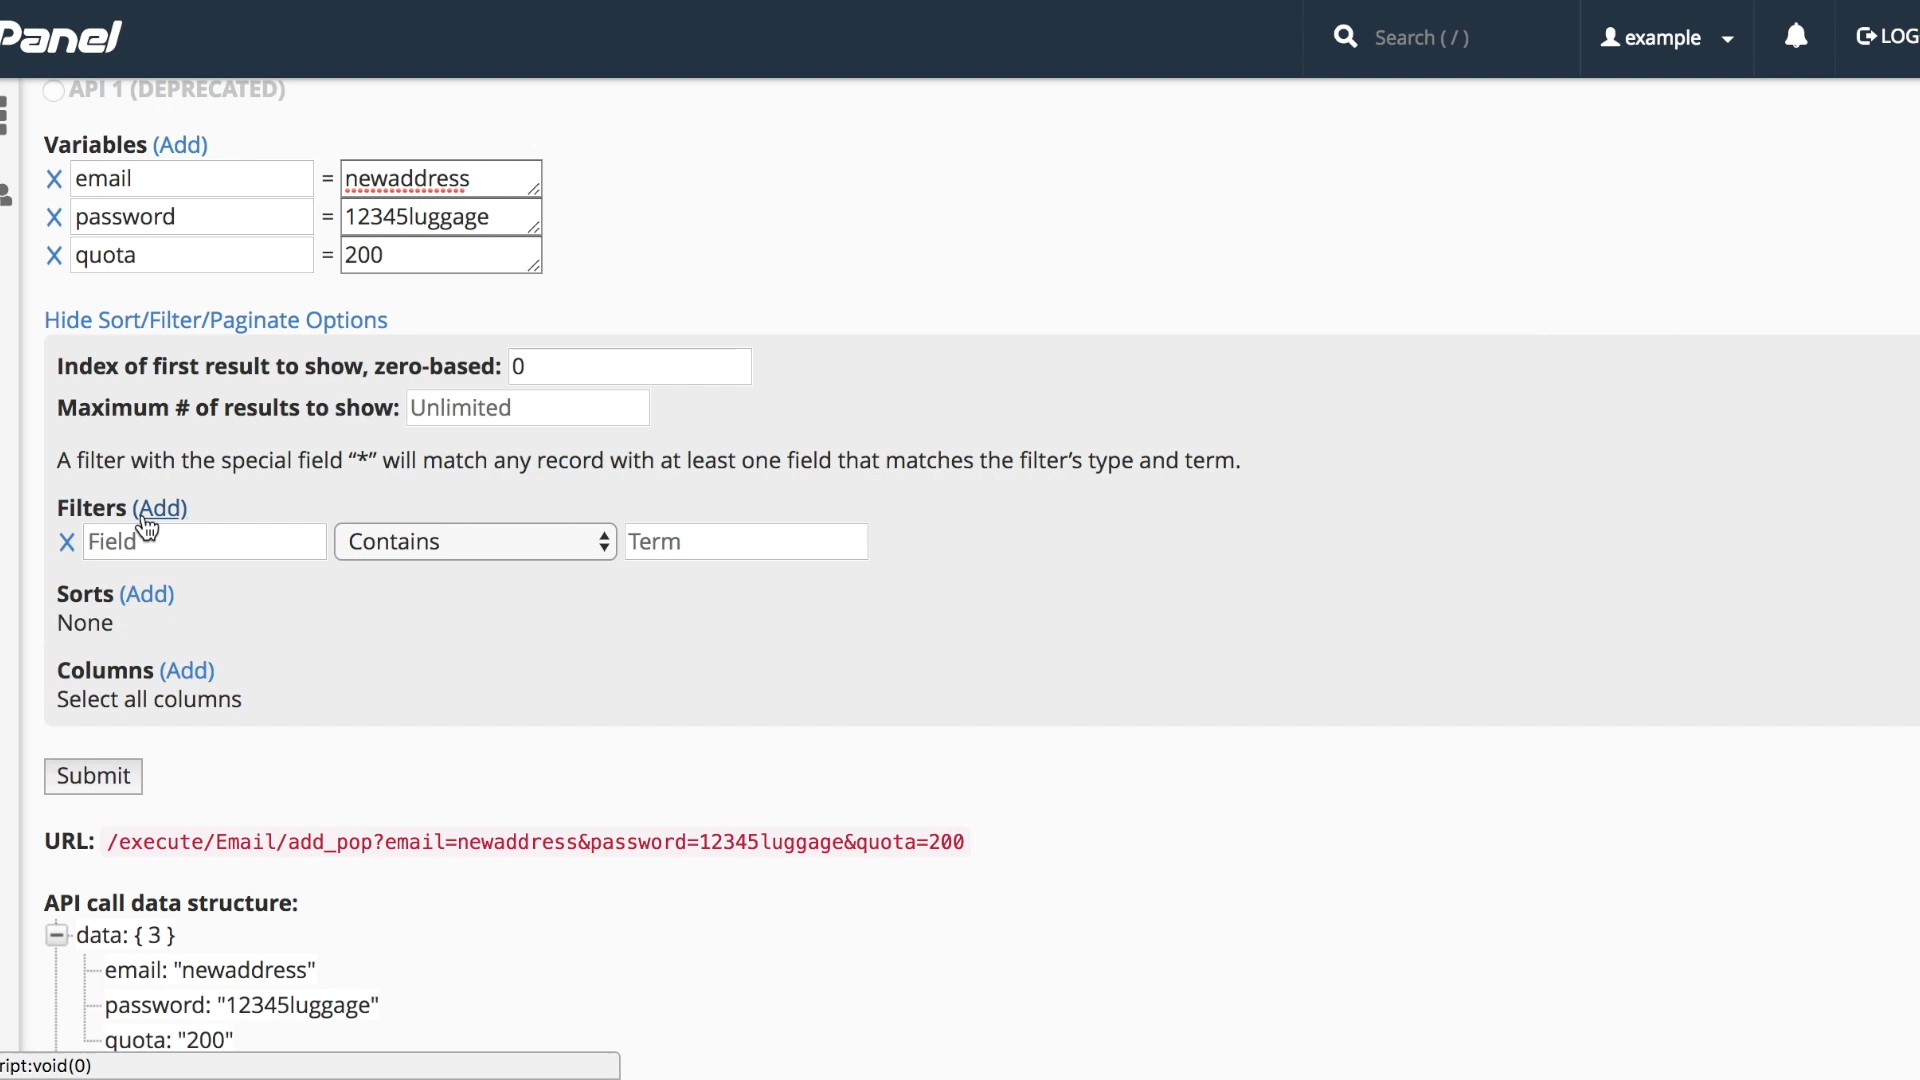 Panel
Search ( / )
example
LOG
API 1 (DEPRECATED)
Variables (Add)
X email = newaddress
X password = 12345luggage
X quota = 200
Hide Sort/Filter/Paginate Options
Index of first result to show, zero-based: 0
Maximum # of results to show: Unlimited
A filter with the special field “*” will match any record with at least one field that matches the filter’s type and term.
Filters (Add)
X Field Contains Term
Sorts (Add)
None
Columns (Add)
Select all columns
Submit
URL: /execute/Email/add_pop?email=newaddress&password=12345luggage&quota=200
API call data structure:
data: { 3 }
email: "newaddress"
password: "12345luggage"
quota: "200"
ript:void(0)